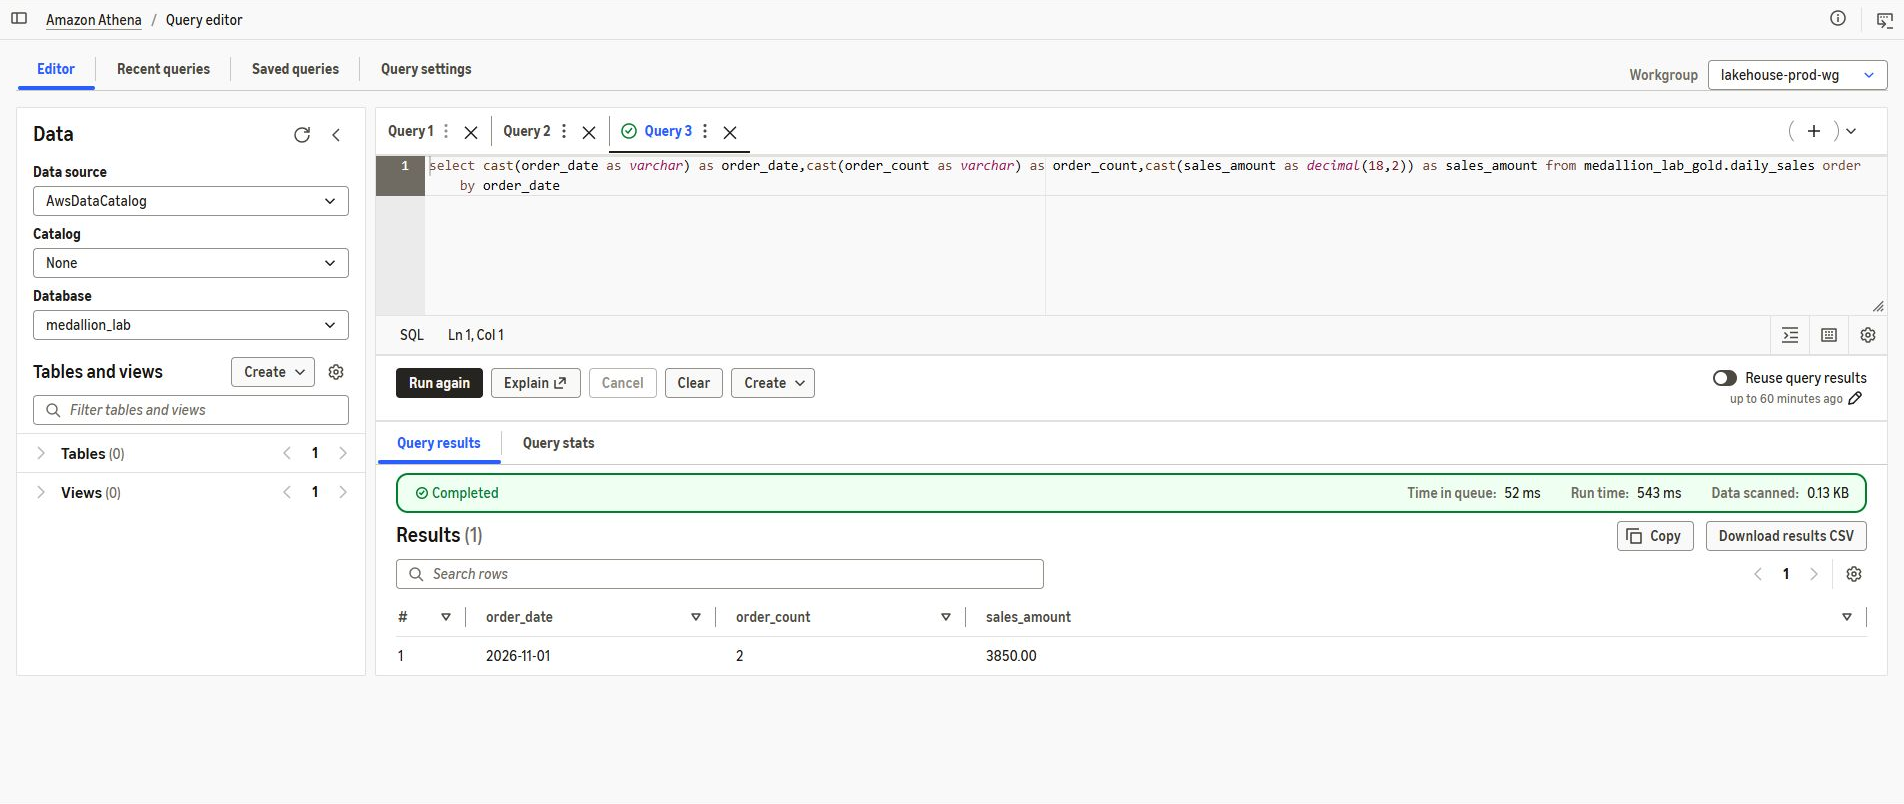 Amazon Athena / Query editor
Editor
Recent queries
Saved queries
Query settings
Workgroup
lakehouse-prod-wg
Data
Data source
AwsDataCatalog
Catalog
None
Database
medallion_lab
Tables and views
Create
Filter tables and views
Tables (0)
1
Views (0)
1
Query 1
Query 2
Query 3
1
select cast(order_date as varchar) as order_date,cast(order_count as varchar) as order_count,cast(sales_amount as decimal(18,2)) as sales_amount from medallion_lab_gold.daily_sales order
by order_date
SQL
Ln 1, Col 1
Run again
Explain
Cancel
Clear
Create
Reuse query results
up to 60 minutes ago
Query results
Query stats
Completed
Time in queue: 52 ms
Run time: 543 ms
Data scanned: 0.13 KB
Results (1)
Copy
Download results CSV
Search rows
1
# order_date order_count sales_amount
1 2026-11-01 2 3850.00